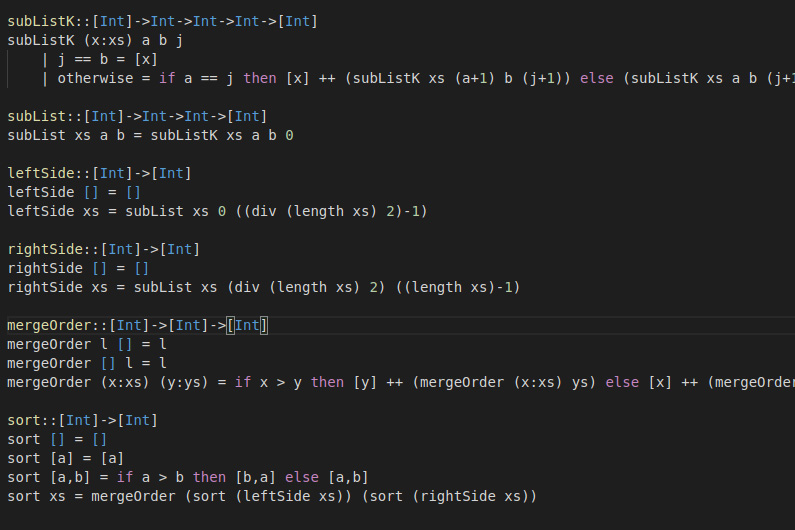 subListK::[Int]->Int->Int->Int->[Int]
subListK (x:xs) a b j
| j == b = [x]
| otherwise = if a == j then [x] ++ (subListK xs (a+1) b (j+1)) else (subListK xs a b (j+1
subList::[Int]->Int->Int->[Int]
subList xs a b = subListK xs a b 0
leftSide::[Int]->[Int]
leftSide [] = []
leftSide xs = subList xs 0 ((div (length xs) 2)-1)
rightSide::[Int]->[Int]
rightSide [] = []
rightSide xs = subList xs (div (length xs) 2) ((length xs)-1)
mergeOrder::[Int]->[Int]->[Int]
mergeOrder l [] = l
mergeOrder [] l = l
mergeOrder (x:xs) (y:ys) = if x > y then [y] ++ (mergeOrder (x:xs) ys) else [x] ++ (mergeOrder
sort::[Int]->[Int]
sort [] = []
sort [a] = [a]
sort [a,b] = if a > b then [b,a] else [a,b]
sort xs = mergeOrder (sort (leftSide xs)) (sort (rightSide xs))